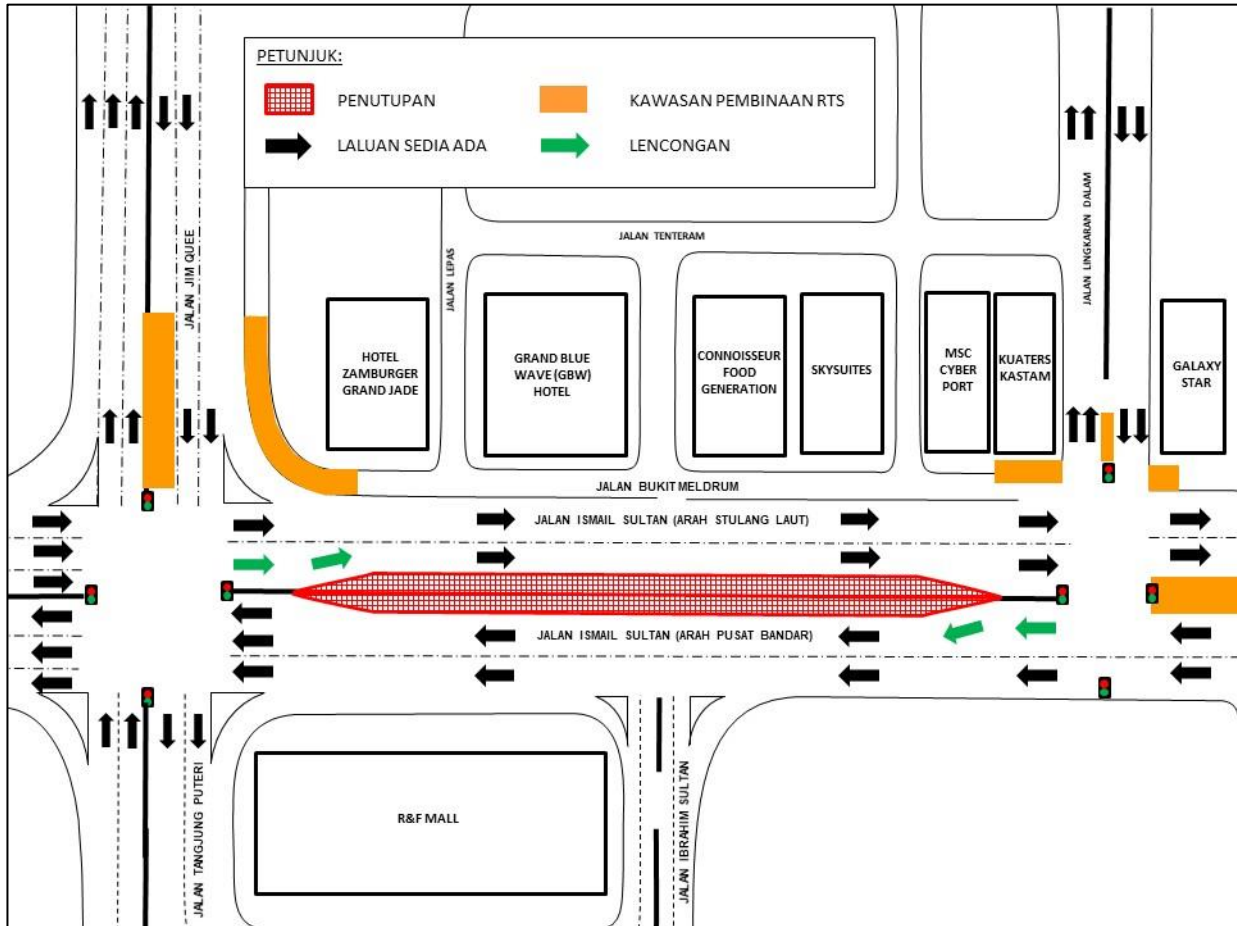 PETUNJUK:
PENUTUPAN
KAWASAN PEMBINAAN RTS
LALUAN SEDIA ADA
LENCONGAN
JALAN JIM QUEE
JALAN LEPAS
JALAN TENTERAM
JALAN LINGKARAN DALAM
HOTEL
ZAMBURGER
GRAND JADE
GRAND BLUE
WAVE (GBW)
HOTEL
CONNOISSEUR
FOOD
GENERATION
SKYSUITES
MSC
CYBER
PORT
KUATERS
KASTAM
GALAXY
STAR
JALAN BUKIT MELDRUM
JALAN ISMAIL SULTAN (ARAH STULANG LAUT)
JALAN ISMAIL SULTAN (ARAH PUSAT BANDAR)
JALAN TANGJUNG PUTERI
R&F MALL
JALAN IBRAHIM SULTAN